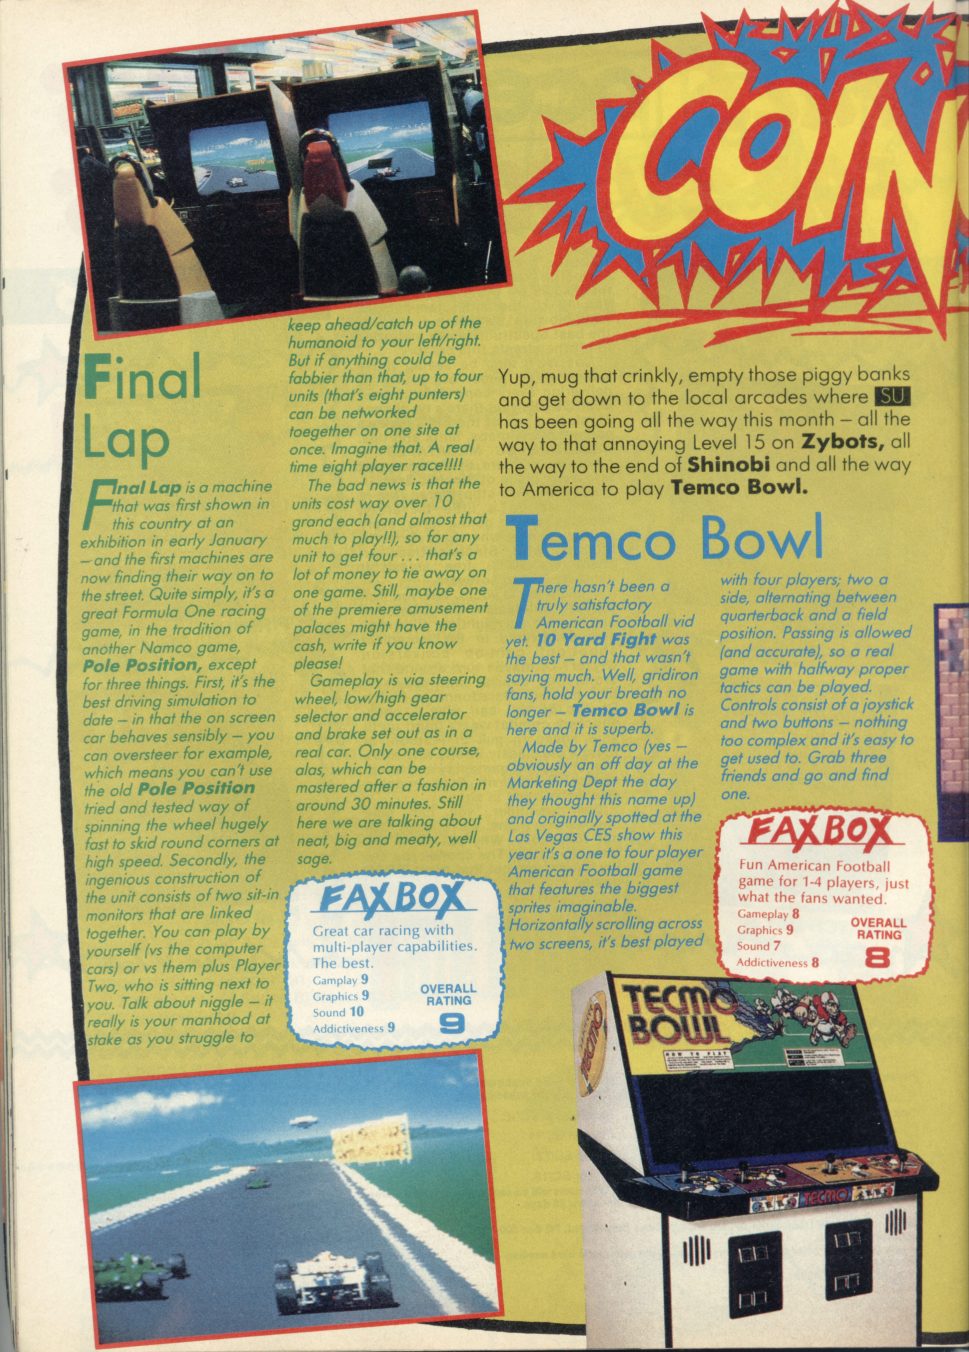 COIN
Final
Lap
Final Lap is a machine
that was first shown in
this country at an
exhibition in early January
– and the first machines are
now finding their way on to
the street. Quite simply, it's a
great Formula One racing
game, in the tradition of
another Namco game,
Pole Position, except
for three things. First, it's the
best driving simulation to
date – in that the on screen
car behaves sensibly – you
can oversteer for example,
which means you can't use
the old Pole Position
tried and tested way of
spinning the wheel hugely
fast to skid round corners at
high speed. Secondly, the
ingenious construction of
the unit consists of two sit-in
monitors that are linked
together. You can play by
yourself (vs the computer
cars) or vs them plus Player
Two, who is sitting next to
you. Talk about niggle – it
really is your manhood at
stake as you struggle to
keep ahead/catch up of the
humanoid to your left/right.
But if anything could be
fabbier than that, up to four
units (that's eight punters)
can be networked
toegether on one site at
once. Imagine that. A real
time eight player race!!!!
The bad news is that the
units cost way over 10
grand each (and almost that
much to play!!), so for any
unit to get four . . . that's a
lot of money to tie away on
one game. Still, maybe one
of the premiere amusement
palaces might have the
cash, write if you know
please!
Gameplay is via steering
wheel, low/high gear
selector and accelerator
and brake set out as in a
real car. Only one course,
alas, which can be
mastered after a fashion in
around 30 minutes. Still
here we are talking about
neat, big and meaty, well
sage.
FAXBOX
Great car racing with
multi-player capabilities.
The best.
Gamplay 9
Graphics 9
Sound 10
Addictiveness 9
OVERALL
RATING
9
Yup, mug that crinkly, empty those piggy banks
and get down to the local arcades where SU
has been going all the way this month – all the
way to that annoying Level 15 on Zybots, all
the way to the end of Shinobi and all the way
to America to play Temco Bowl.
Temco Bowl
There hasn't been a
truly satisfactory
American Football vid
yet. 10 Yard Fight was
the best – and that wasn't
saying much. Well, gridiron
fans, hold your breath no
longer – Temco Bowl is
here and it is superb.
Made by Temco (yes –
obviously an off day at the
Marketing Dept the day
they thought this name up)
and originally spotted at the
Las Vegas CES show this
year it's a one to four player
American Football game
that features the biggest
sprites imaginable.
Horizontally scrolling across
two screens, it's best played
with four players; two a
side, alternating between
quarterback and a field
position. Passing is allowed
(and accurate), so a real
game with halfway proper
tactics can be played.
Controls consist of a joystick
and two buttons – nothing
too complex and it's easy to
get used to. Grab three
friends and go and find
one.
FAXBOX
Fun American Football
game for 1-4 players, just
what the fans wanted.
Gameplay 8
Graphics 9
Sound 7
Addictiveness 8
OVERALL
RATING
8
TECMO
BOWL
HOW TO PLAY
TECMO
3